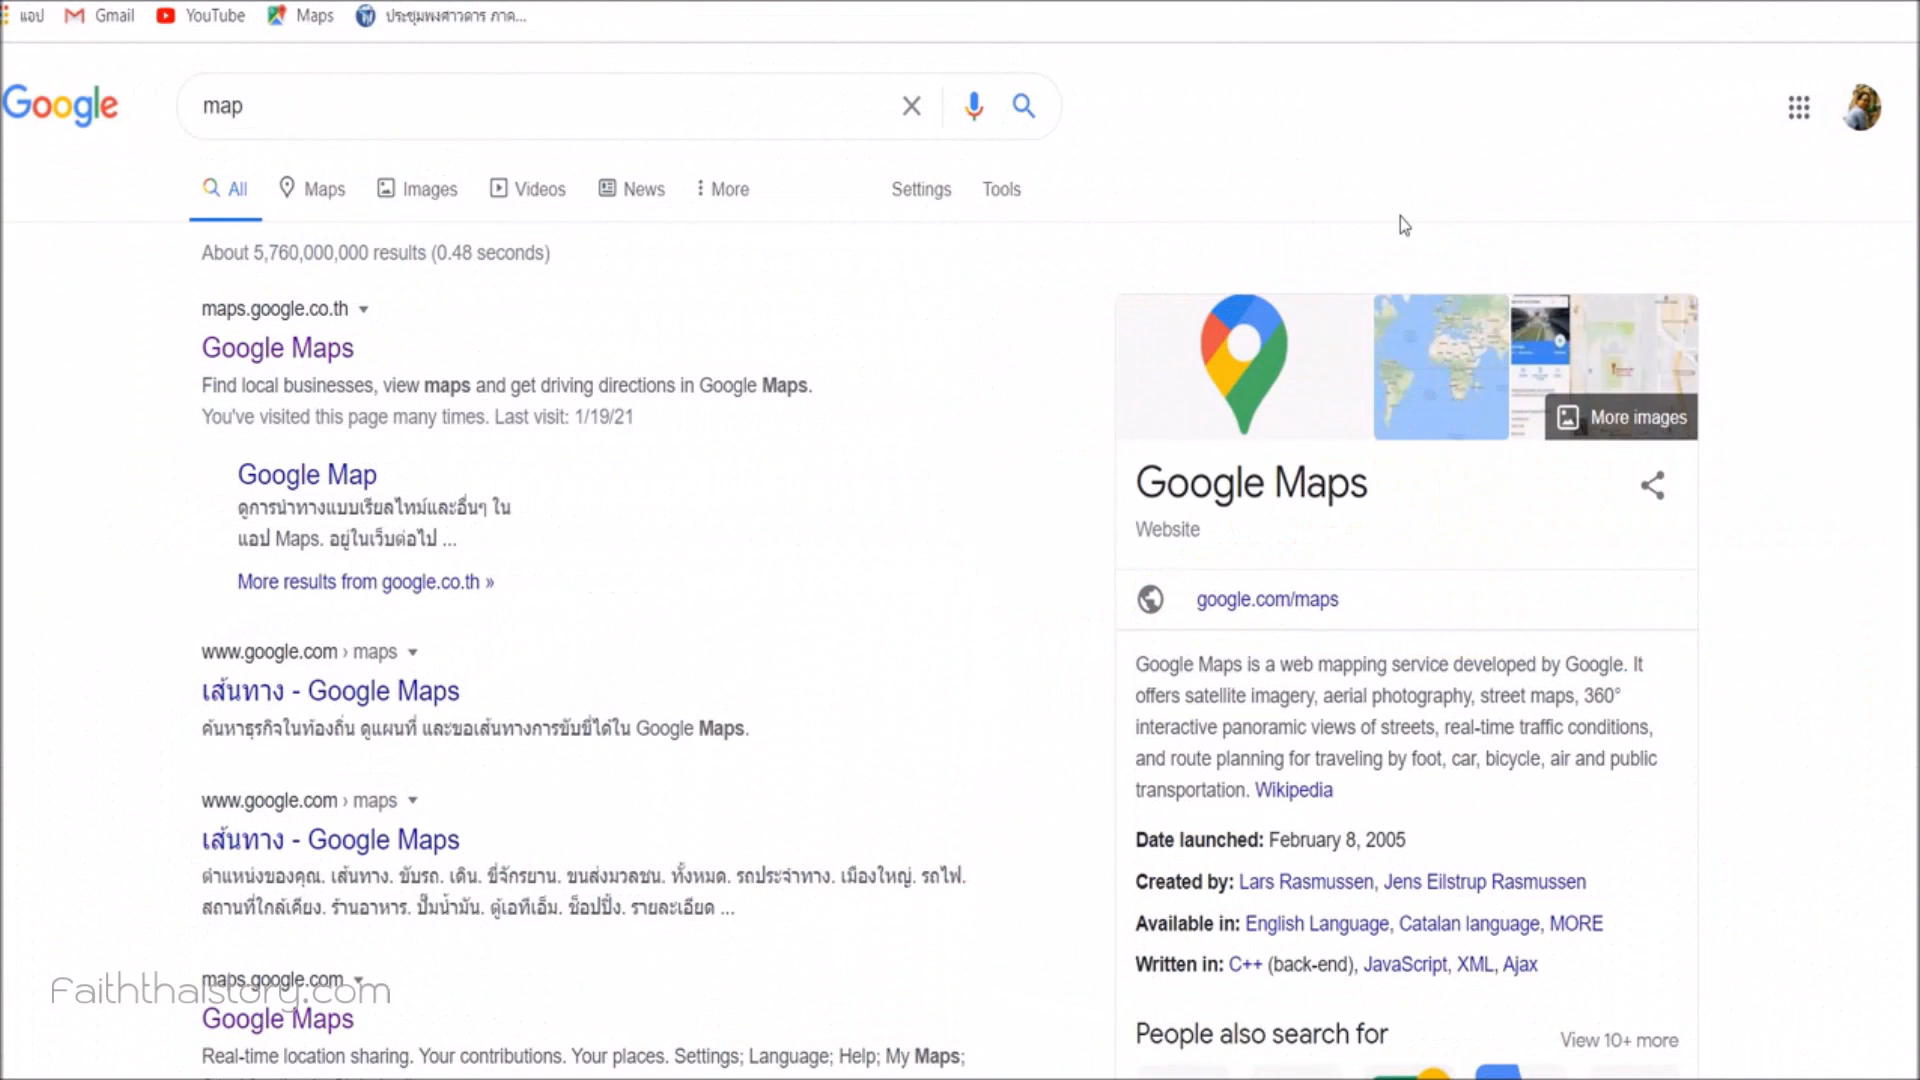 แอป Gmail YouTube Maps ประชุมพงศาวดาร ภาค...
Google map
All Maps Images Videos News More Settings Tools
About 5,760,000,000 results (0.48 seconds)
maps.google.co.th
Google Maps
Find local businesses, view maps and get driving directions in Google Maps.
You've visited this page many times. Last visit: 1/19/21
Google Map
ดูการนำทางแบบเรียลไทม์และอื่นๆ ใน
แอป Maps. อยู่ในเว็บต่อไป ...
More results from google.co.th »
www.google.com › maps
เส้นทาง - Google Maps
ค้นหาธุรกิจในท้องถิ่น ดูแผนที่ และขอเส้นทางการขับขี่ได้ใน Google Maps.
www.google.com › maps
เส้นทาง - Google Maps
ตำแหน่งของคุณ. เส้นทาง. ขับรถ. เดิน. ขี่จักรยาน. ขนส่งมวลชน. ทั้งหมด. รถประจำทาง. เมืองใหญ่. รถไฟ.
สถานที่ใกล้เคียง. ร้านอาหาร. ปั๊มน้ำมัน. ตู้เอทีเอ็ม. ช็อปปิ้ง. รายละเอียด ...
maps.google.com
Faiththaistory.com
Google Maps
Real-time location sharing. Your contributions. Your places. Settings; Language; Help; My Maps;
More images
Google Maps
Website
google.com/maps
Google Maps is a web mapping service developed by Google. It
offers satellite imagery, aerial photography, street maps, 360°
interactive panoramic views of streets, real-time traffic conditions,
and route planning for traveling by foot, car, bicycle, air and public
transportation. Wikipedia
Date launched: February 8, 2005
Created by: Lars Rasmussen, Jens Eilstrup Rasmussen
Available in: English Language, Catalan language, MORE
Written in: C++ (back-end), JavaScript, XML, Ajax
People also search for View 10+ more